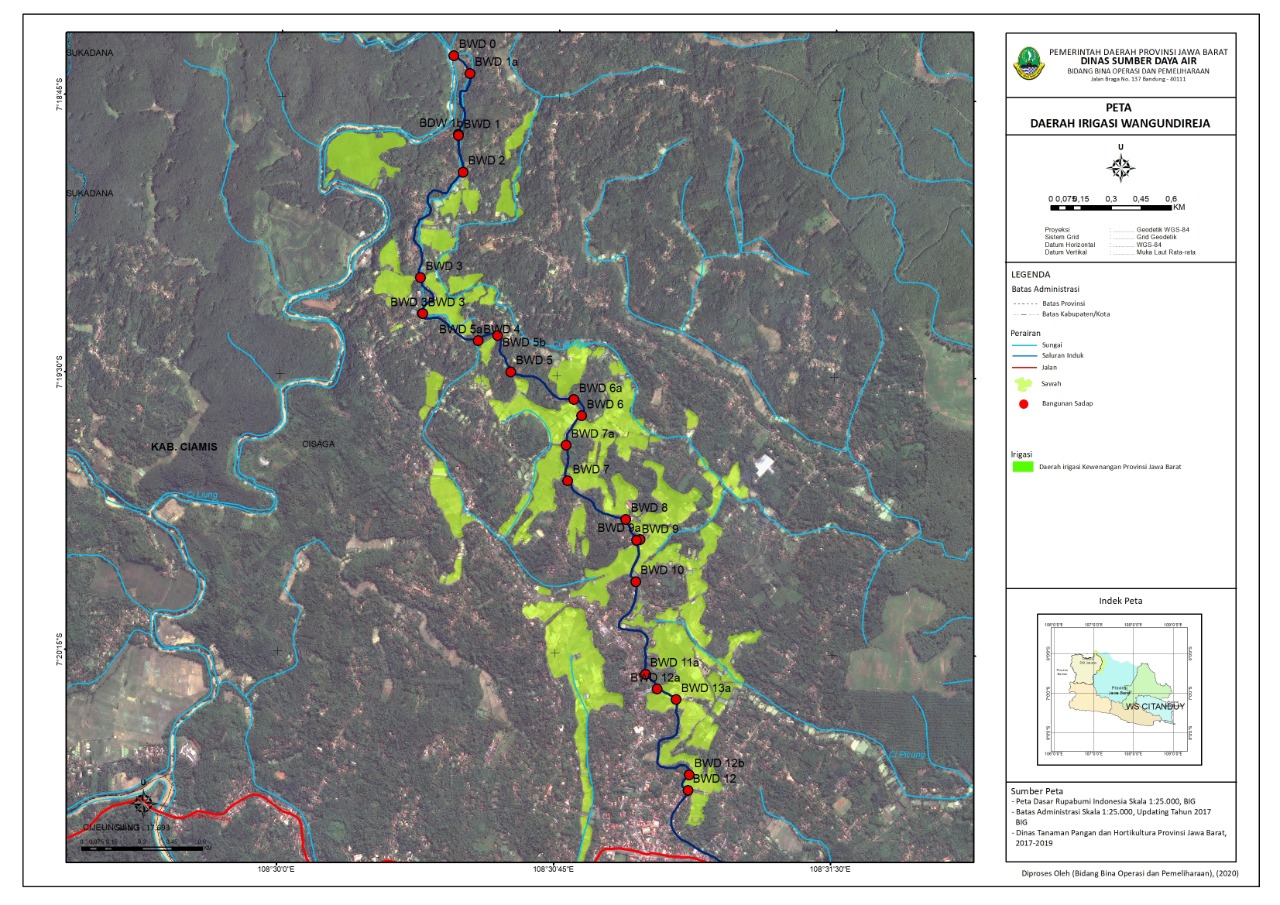 SUKADANA
SUKADANA
BWD 0
BWD 1a
BDW 1b
BWD 1
BWD 2
BWD 3
BWD 3
BWD 5a
BWD 4
BWD 5b
BWD 5
BWD 6a
BWD 6
BWD 7a
BWD 7
BWD 8
BWD 9a
BWD 9
BWD 10
BWD 11a
BWD 12a
BWD 13a
BWD 12b
BWD 12
KAB. CIAMIS
CISAGA
Ci Liung
Ci Picung
U
7°18'45"S
7°19'30"S
7°20'15"S
108°30'0"E
108°30'45"E
108°31'30"E
PEMERINTAH DAERAH PROVINSI JAWA BARAT
DINAS SUMBER DAYA AIR
BIDANG BINA OPERASI DAN PEMELIHARAAN
Jalan Braga No. 137 Bandung - 40111
PETA
DAERAH IRIGASI WANGUNDIREJA
U
0 0,075 0,15 0,3 0,45 0,6
KM
Proyeksi : ............ Geodetik WGS-84
Sistem Grid : ............ Grid Geodetik
Datum Horizontal : ............ WGS-84
Datum Vertikal : ............ Muka Laut Rata-rata
LEGENDA
Batas Administrasi
Batas Provinsi
Batas Kabupaten/Kota
Perairan
Sungai
Saluran Induk
Jalan
Sawah
Bangunan Sadap
Irigasi
Daerah irigasi Kewenangan Provinsi Jawa Barat
Indek Peta
WS CITANDUY
Sumber Peta
- Peta Dasar Rupabumi Indonesia Skala 1:25.000, BIG
- Batas Administrasi Skala 1:25.000, Updating Tahun 2017
BIG
- Dinas Tanaman Pangan dan Hortikultura Provinsi Jawa Barat,
2017-2019
Diproses Oleh (Bidang Bina Operasi dan Pemeliharaan), (2020)